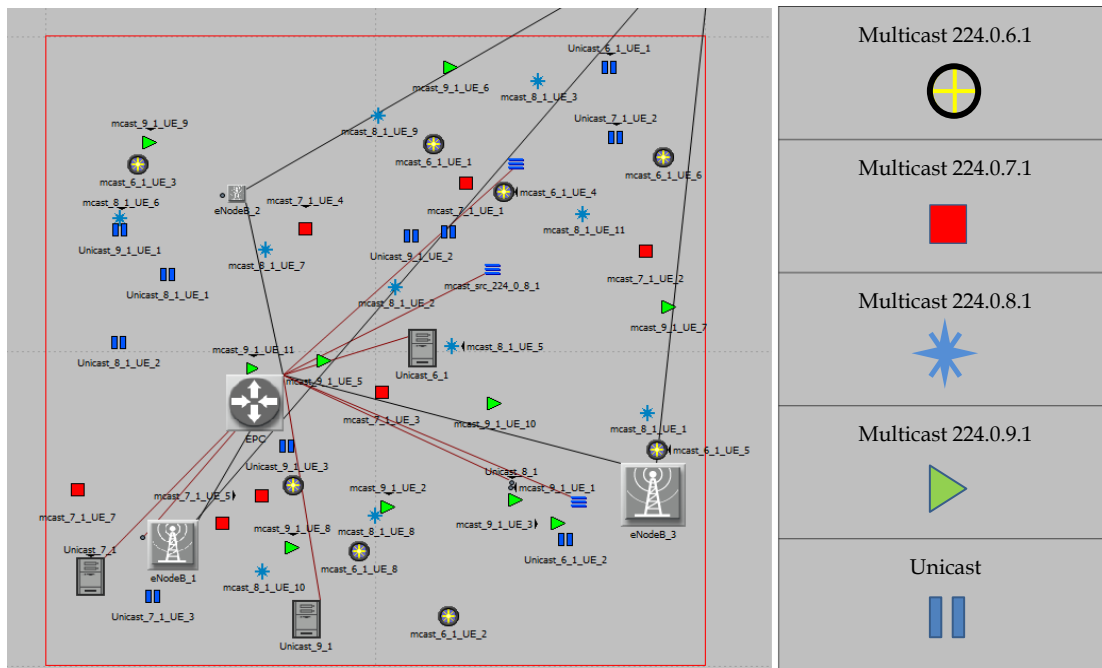 Unicast_6_1_UE_1
mcast_9_1_UE_6
mcast_8_1_UE_3
mcast_9_1_UE_9
mcast_8_1_UE_9
Unicast_7_1_UE_2
mcast_6_1_UE_1
mcast_6_1_UE_3
mcast_6_1_UE_6
mcast_8_1_UE_6
mcast_7_1_UE_4
mcast_6_1_UE_4
eNodeB_2
mcast_7_1_UE_1
mcast_8_1_UE_11
Unicast_9_1_UE_1
Unicast_9_1_UE_2
mcast_8_1_UE_7
mcast_src_224_0_8_1
mcast_7_1_UE_2
Unicast_8_1_UE_1
mcast_8_1_UE_2
mcast_9_1_UE_7
mcast_9_1_UE_11
mcast_8_1_UE_5
Unicast_8_1_UE_2
Unicast_6_1
mcast_9_1_UE_5
mcast_7_1_UE_3
mcast_9_1_UE_10
mcast_8_1_UE_1
EPC
mcast_6_1_UE_5
Unicast_9_1_UE_3
Unicast_8_1
mcast_9_1_UE_2
mcast_9_1_UE_1
mcast_7_1_UE_5
mcast_7_1_UE_7
mcast_9_1_UE_8
mcast_8_1_UE_8
mcast_9_1_UE_3
eNodeB_3
Unicast_7_1
eNodeB_1
mcast_6_1_UE_8
Unicast_6_1_UE_2
mcast_8_1_UE_10
Unicast_7_1_UE_3
Unicast_9_1
mcast_6_1_UE_2
Multicast 224.0.6.1
Multicast 224.0.7.1
Multicast 224.0.8.1
Multicast 224.0.9.1
Unicast